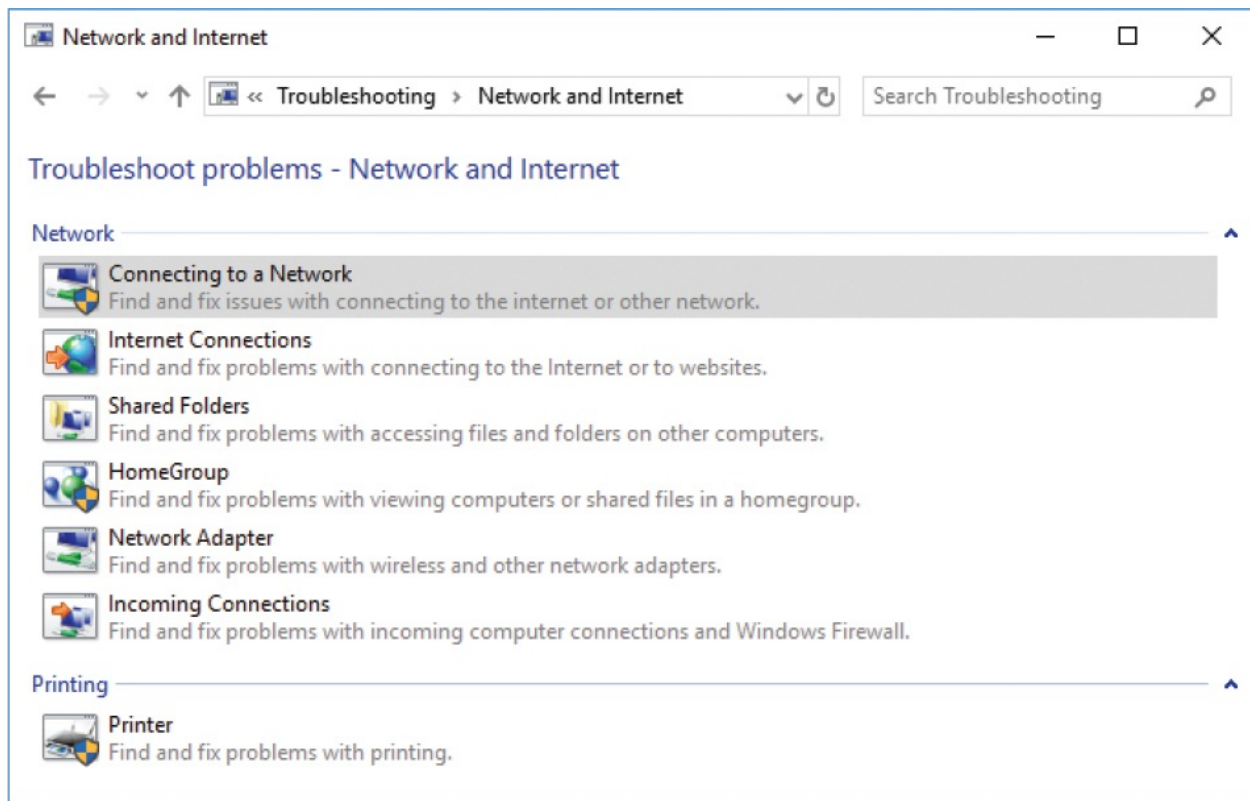 Network and Internet
« Troubleshooting › Network and Internet
Search Troubleshooting
Troubleshoot problems - Network and Internet
Network
Connecting to a Network
Find and fix issues with connecting to the internet or other network.
Internet Connections
Find and fix problems with connecting to the Internet or to websites.
Shared Folders
Find and fix problems with accessing files and folders on other computers.
HomeGroup
Find and fix problems with viewing computers or shared files in a homegroup.
Network Adapter
Find and fix problems with wireless and other network adapters.
Incoming Connections
Find and fix problems with incoming computer connections and Windows Firewall.
Printing
Printer
Find and fix problems with printing.